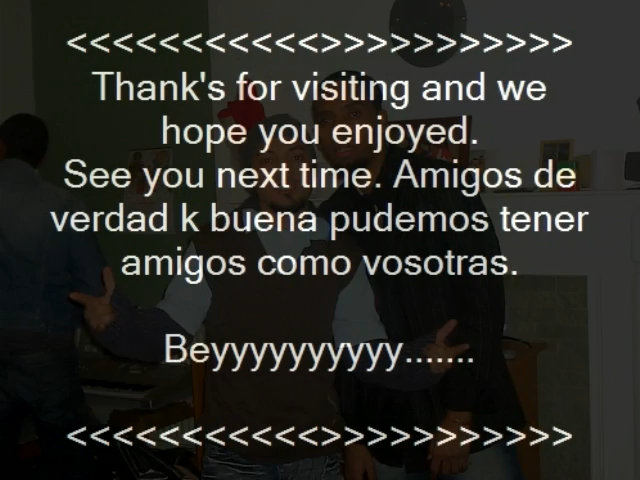 <<<<<<<<<<<>>>>>>>>>>>
Thank's for visiting and we
hope you enjoyed.
See you next time. Amigos de
verdad k buena pudemos tener
amigos como vosotras.
Beyyyyyyyyyy.......
<<<<<<<<<<<>>>>>>>>>>>